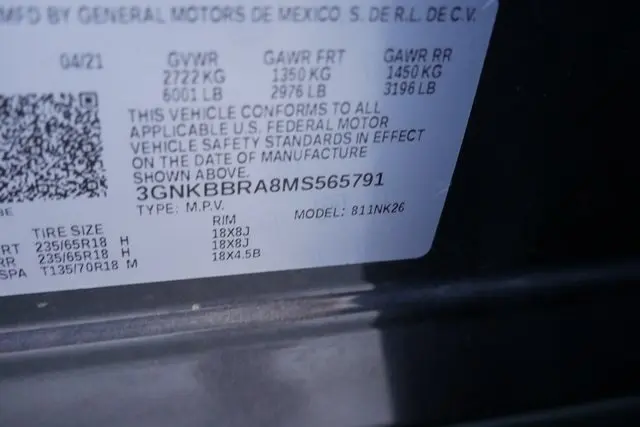 MFD BY GENERAL MOTORS DE MEXICO S. DE R.L. DE C.V.
04/21 GVWR GAWR FRT GAWR RR
2722 KG 1350 KG 1450 KG
6001 LB 2976 LB 3196 LB
THIS VEHICLE CONFORMS TO ALL
APPLICABLE U.S. FEDERAL MOTOR
VEHICLE SAFETY STANDARDS IN EFFECT
ON THE DATE OF MANUFACTURE
SHOWN ABOVE.
3GNKBBRA8MS565791
TYPE: M.P.V. MODEL: 811NK26
TIRE SIZE RIM
FRT 235/65R18 H 18X8J
RR 235/65R18 H 18X8J
SPA T135/70R18 M 18X4.5B